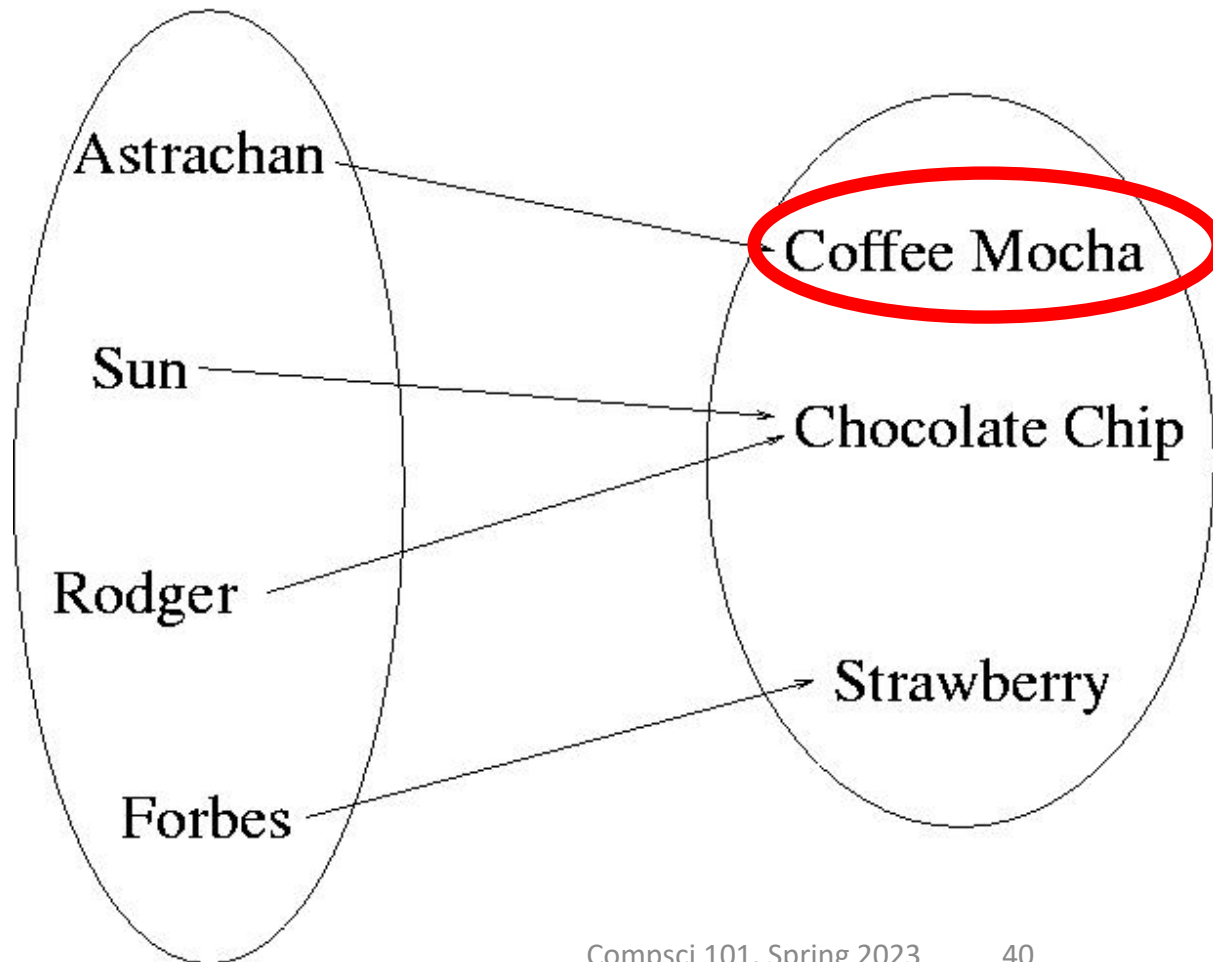 Astrachan
Coffee Mocha
Sun
Chocolate Chip
Rodger
Strawberry
Forbes
Compsci 101, Spring 2023 40